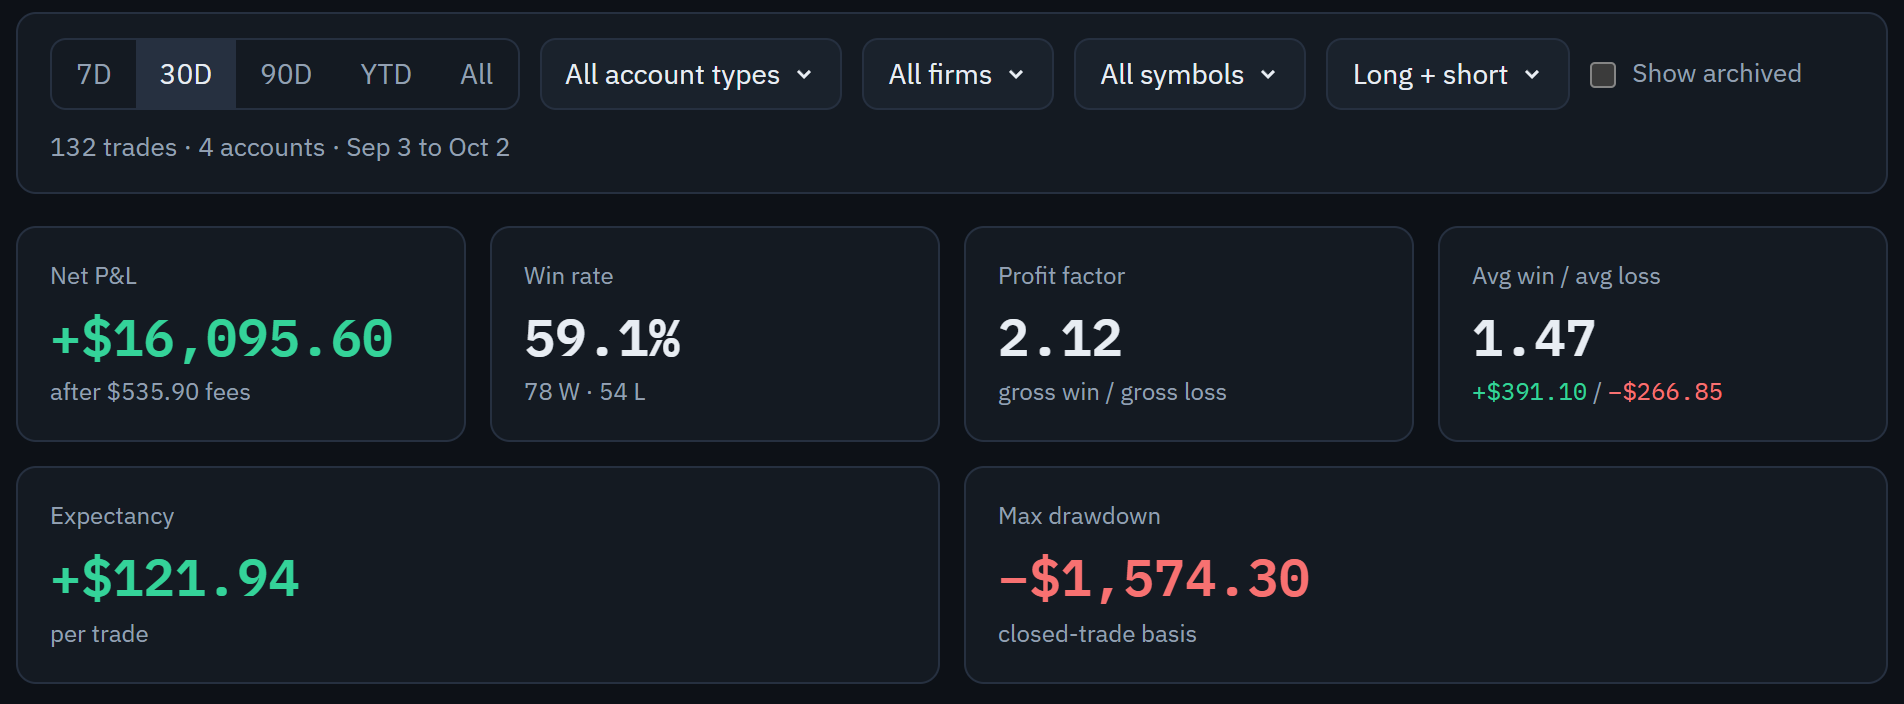 7D 30D 90D YTD All All account types All firms All symbols Long + short Show archived
132 trades · 4 accounts · Sep 3 to Oct 2
Net P&L
+$16,095.60
after $535.90 fees
Win rate
59.1%
78 W · 54 L
Profit factor
2.12
gross win / gross loss
Avg win / avg loss
1.47
+$391.10 / −$266.85
Expectancy
+$121.94
per trade
Max drawdown
−$1,574.30
closed-trade basis